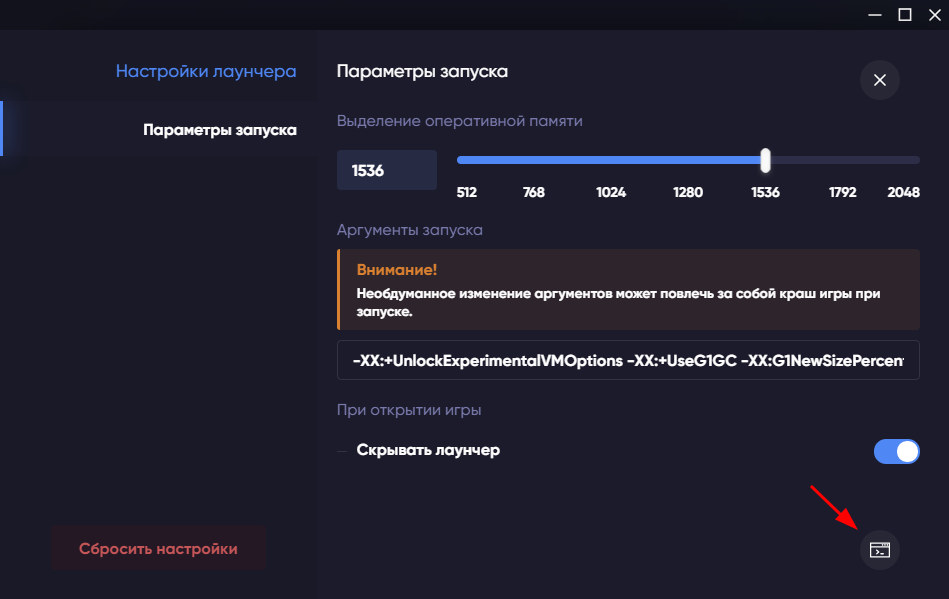 Настройки лаунчера
Параметры запуска
Сбросить настройки
Параметры запуска
Выделение оперативной памяти
1536
512 768 1024 1280 1536 1792 2048
Аргументы запуска
Внимание!
Необдуманное изменение аргументов может повлечь за собой краш игры при
запуске.
-XX:+UnlockExperimentalVMOptions -XX:+UseG1GC -XX:G1NewSizePercent
При открытии игры
Скрывать лаунчер